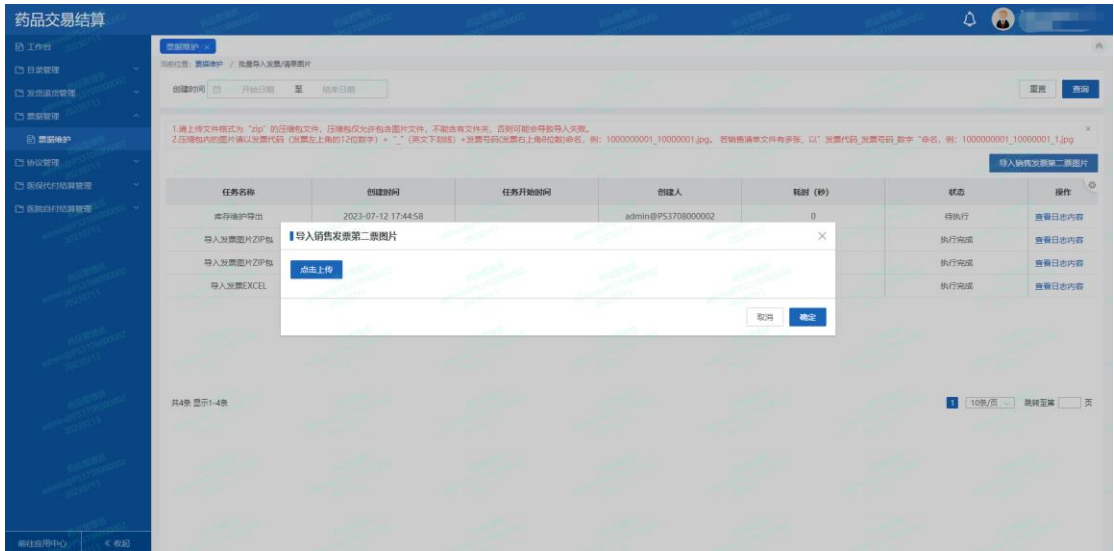 药品交易结算
工作台
目录管理
发货退货管理
票据管理
票据维护
协议管理
医保代付结算管理
医院自付结算管理
前往应用中心
收起
票据维护 ×
当前位置：票据维护 / 批量导入发票/清单图片
创建时间 开始日期 至 结束日期
重置 查询
1.请上传文件格式为“zip”的压缩包文件，压缩包仅允许包含图片文件，不能含有文件夹，否则可能会导致导入失败。
2.压缩包内的图片请以发票代码（发票左上角的12位数字）+ “_”（英文下划线）+发票号码(发票右上角8位数)命名，例：1000000001_10000001.jpg。若销售清单文件有多张，以“ 发票代码_发票号码_数字 ”命名，例：1000000001_10000001_1.jpg
导入销售发票第二票图片
任务名称 创建时间 任务开始时间 创建人 耗时（秒） 状态 操作
库存维护导出 2023-07-12 17:44:58 admin@PS3708000002 0 待执行 查看日志内容
导入发票图片ZIP包 执行完成 查看日志内容
导入发票图片ZIP包 执行完成 查看日志内容
导入发票EXCEL 执行完成 查看日志内容
导入销售发票第二票图片 ×
点击上传
取消 确定
共4条 显示1-4条
1 10条/页 跳转至第 页